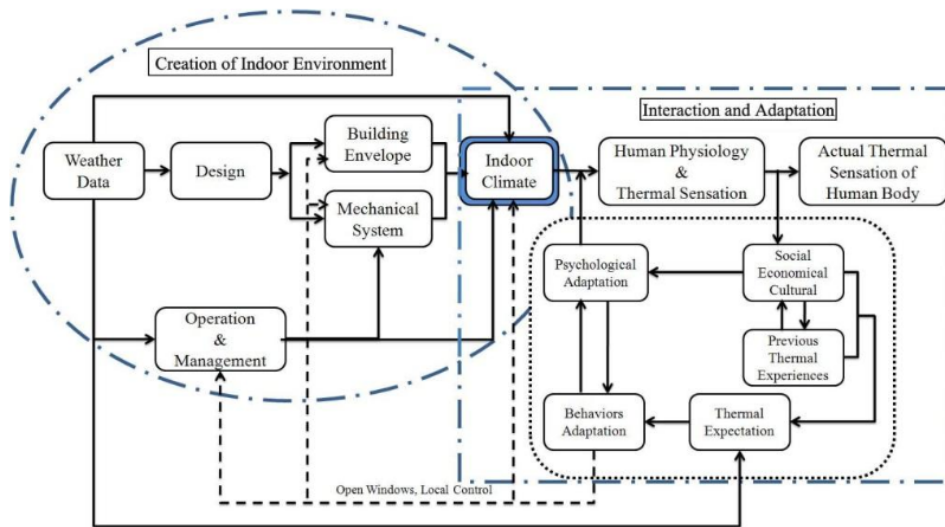 Creation of Indoor Environment
Interaction and Adaptation
Weather
Data
Design
Building
Envelope
Mechanical
System
Indoor
Climate
Human Physiology
&
Thermal Sensation
Actual Thermal
Sensation of
Human Body
Operation
&
Management
Psychological
Adaptation
Social
Economical
Cultural
Previous
Thermal
Experiences
Behaviors
Adaptation
Thermal
Expectation
Open Windows, Local Control